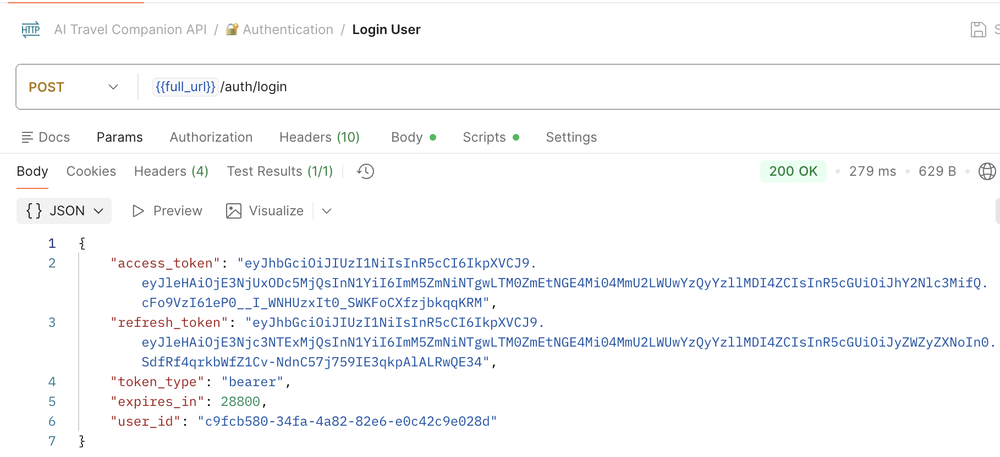 HTTP AI Travel Companion API / 🔐 Authentication / Login User
POST {{full_url}} /auth/login
Docs Params Authorization Headers (10) Body Scripts Settings
Body Cookies Headers (4) Test Results (1/1) 200 OK • 279 ms • 629 B •
{} JSON Preview Visualize
1 {
2 "access_token": "eyJhbGciOiJIUzI1NiIsInR5cCI6IkpXVCJ9.
eyJleHAiOjE3NjUxODc5MjQsInN1YiI6ImM5ZmNiNTgwLTM0ZmEtNGE4Mi04MmU2LWUwYzQyYzllMDI4ZCIsInR5cGUiOiJhY2Nlc3MifQ.
cFo9VzI61eP0__I_WNHUzxIt0_SWKFoCXfzjbkqqKRM",
3 "refresh_token": "eyJhbGciOiJIUzI1NiIsInR5cCI6IkpXVCJ9.
eyJleHAiOjE3Njc3NTExMjQsInN1YiI6ImM5ZmNiNTgwLTM0ZmEtNGE4Mi04MmU2LWUwYzQyYzllMDI4ZCIsInR5cGUiOiJyZWZyZXNoIn0.
SdfRf4qrkbWfZ1Cv-NdnC57j759IE3qkpAlALRwQE34",
4 "token_type": "bearer",
5 "expires_in": 28800,
6 "user_id": "c9fcb580-34fa-4a82-82e6-e0c42c9e028d"
7 }